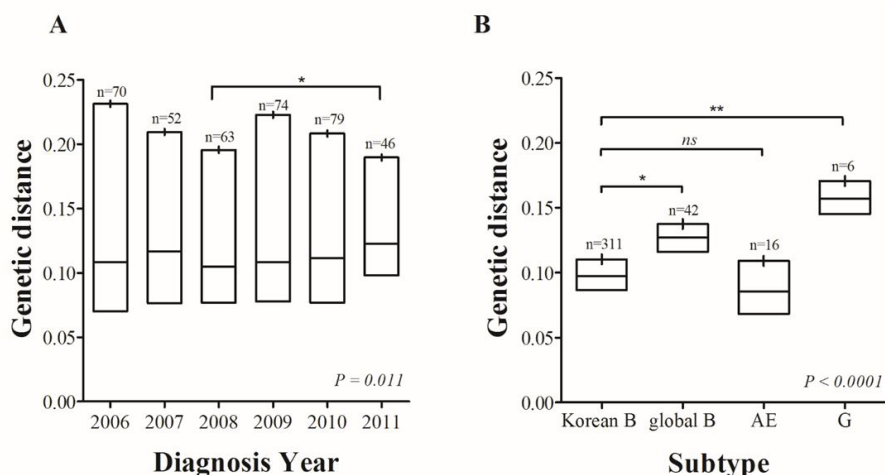 A
Genetic distance
0.25
0.20
0.15
0.10
0.05
0.00
n=70
n=52
n=63
n=74
n=79
n=46
*
P = 0.011
2006 2007 2008 2009 2010 2011
Diagnosis Year
B
Genetic distance
0.25
0.20
0.15
0.10
0.05
0.00
**
ns
*
n=311
n=42
n=16
n=6
P < 0.0001
Korean B global B AE G
Subtype